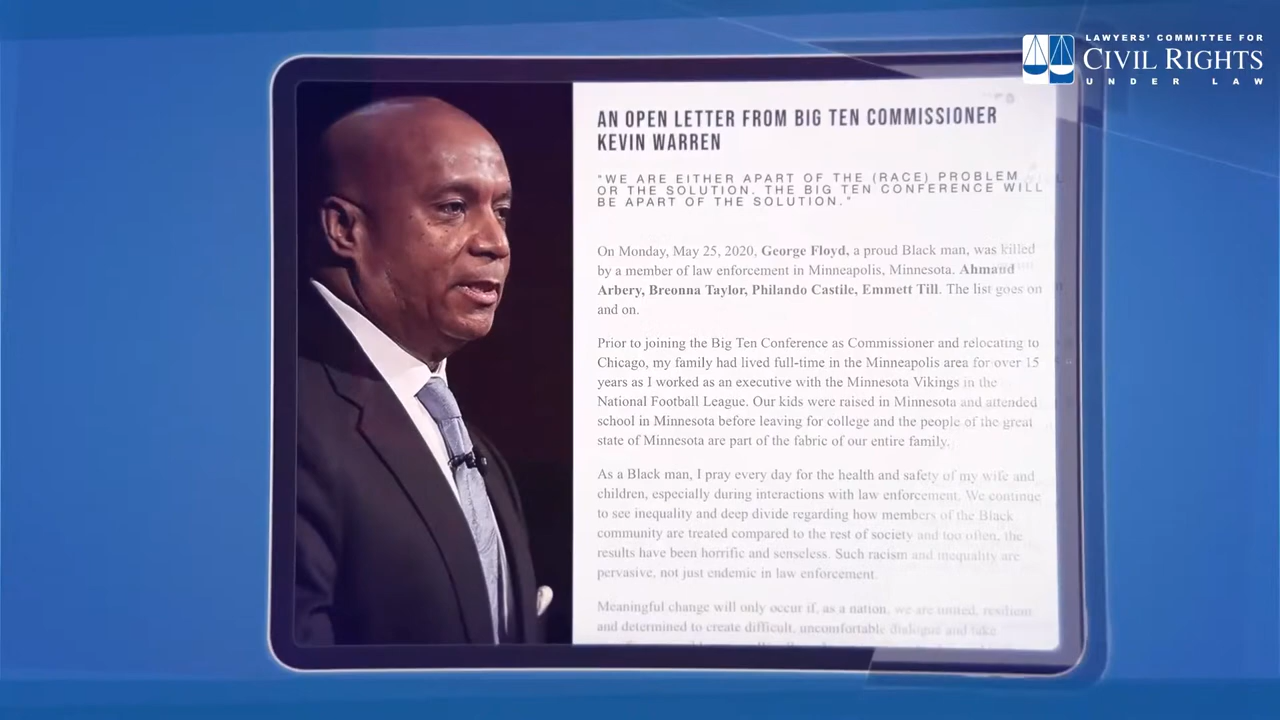 LAWYERS' COMMITTEE FOR
CIVIL RIGHTS
UNDER LAW
AN OPEN LETTER FROM BIG TEN COMMISSIONER
KEVIN WARREN
"WE ARE EITHER APART OF THE (RACE) PROBLEM
OR THE SOLUTION. THE BIG TEN CONFERENCE WILL
BE APART OF THE SOLUTION."
On Monday, May 25, 2020, George Floyd, a proud Black man, was killed
by a member of law enforcement in Minneapolis, Minnesota. Ahmaud
Arbery, Breonna Taylor, Philando Castile, Emmett Till. The list goes on
and on.
Prior to joining the Big Ten Conference as Commissioner and relocating to
Chicago, my family had lived full-time in the Minneapolis area for over 15
years as I worked as an executive with the Minnesota Vikings in the
National Football League. Our kids were raised in Minnesota and attended
school in Minnesota before leaving for college and the people of the great
state of Minnesota are part of the fabric of our entire family.
As a Black man, I pray every day for the health and safety of my wife and
children, especially during interactions with law enforcement. We continue
to see inequality and deep divide regarding how members of the Black
community are treated compared to the rest of society and too often, the
results have been horrific and senseless. Such racism and inequality are
pervasive, not just endemic in law enforcement.
Meaningful change will only occur if, as a nation, we are united, resilient
and determined to create difficult, uncomfortable dialogue and take